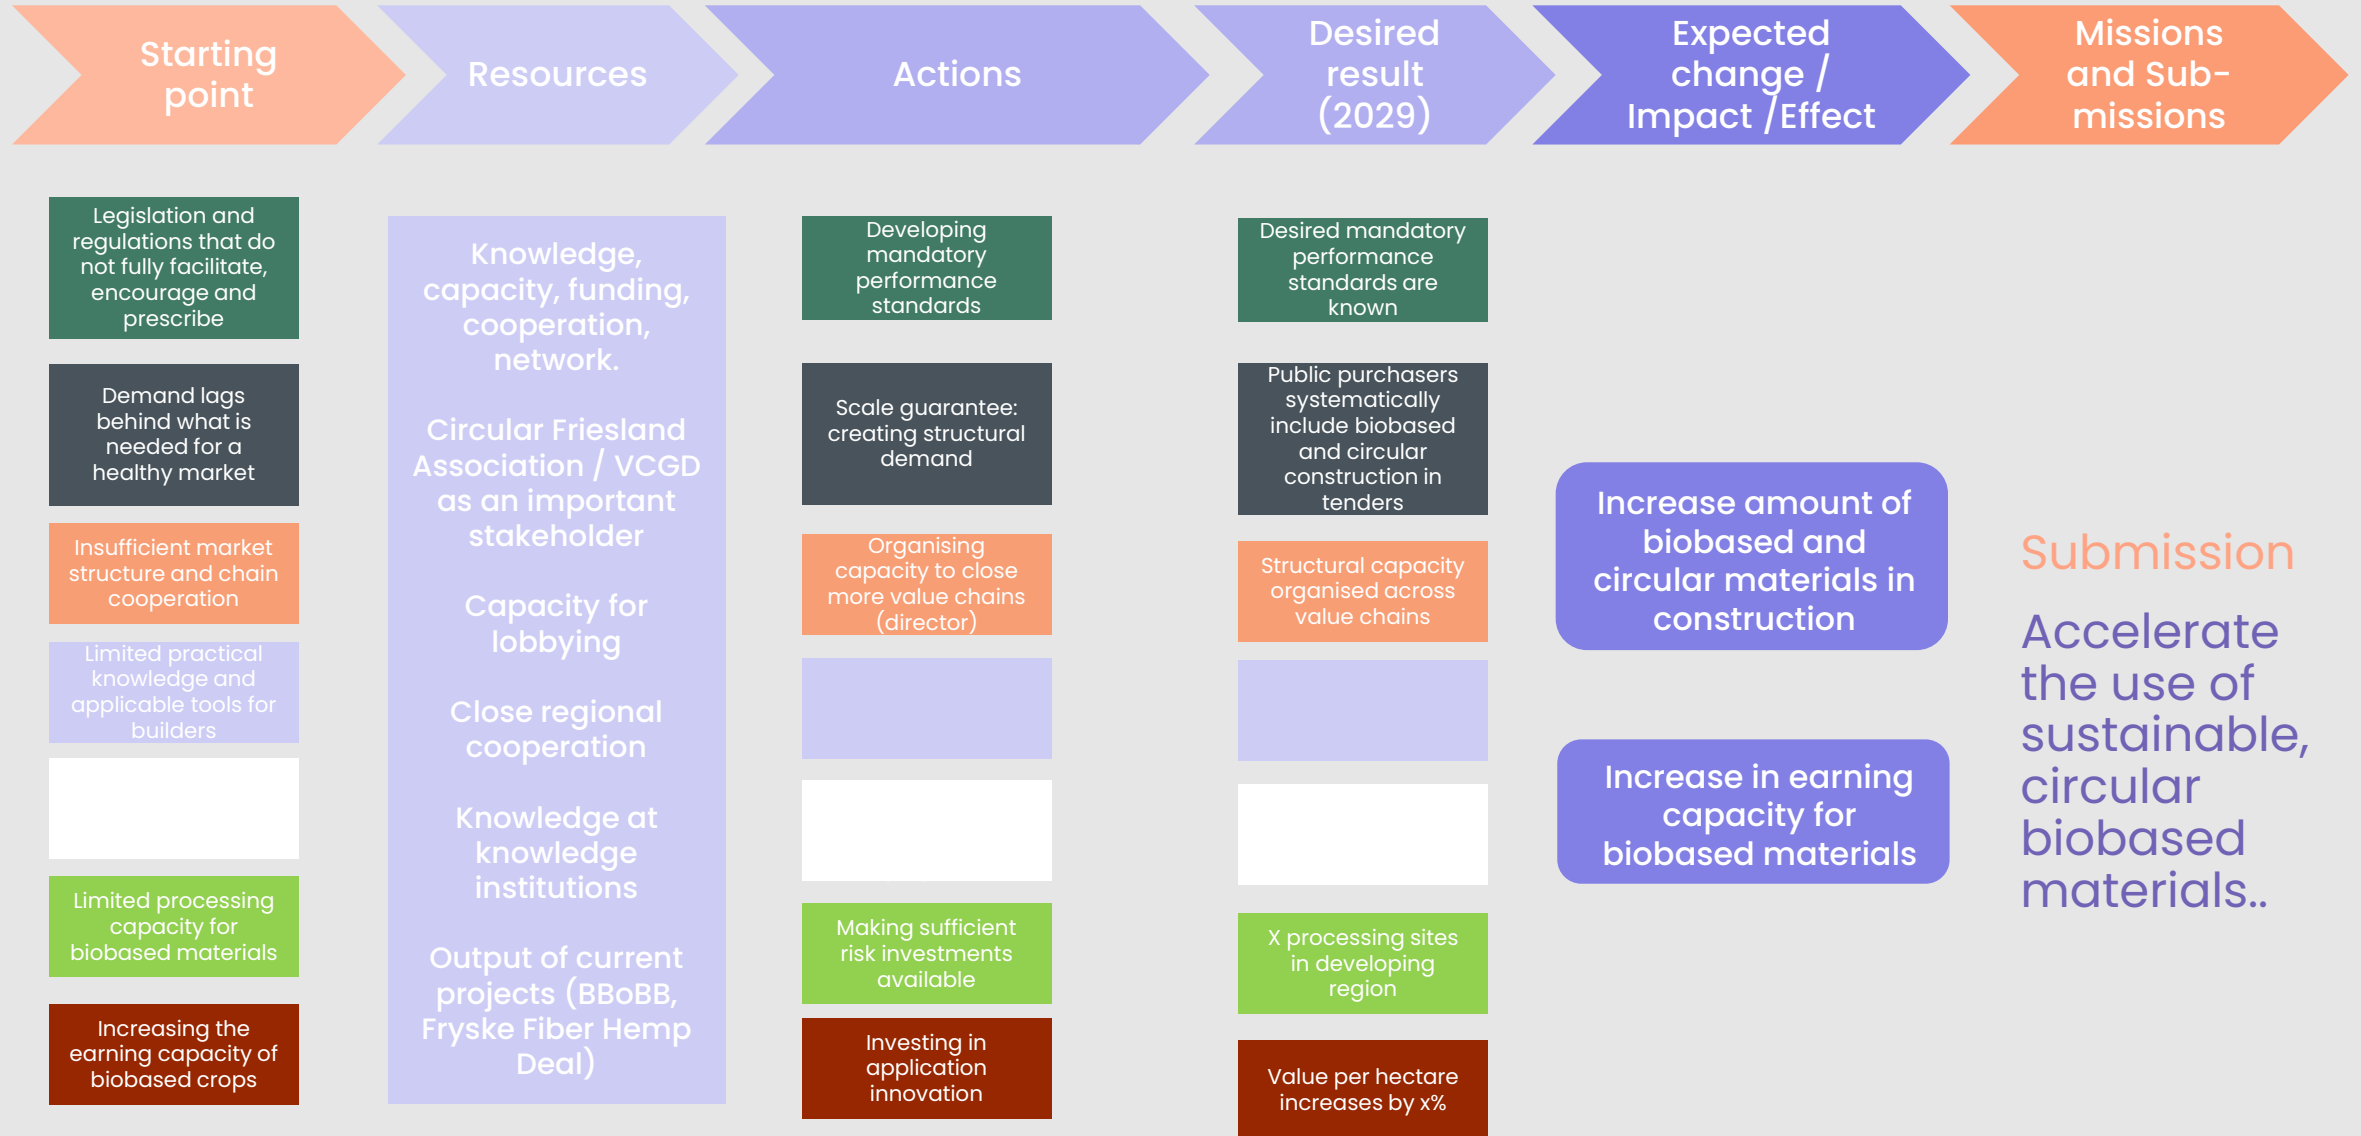 Starting
point
Resources
Actions
Desired
result
(2029)
Expected
change /
Impact /Effect
Missions
and Sub-
missions
Legislation and
regulations that do
not fully facilitate,
encourage and
prescribe
Demand lags
behind what is
needed for a
healthy market
Insufficient market
structure and chain
cooperation
Limited practical
knowledge and
applicable tools for
builders
Limited processing
capacity for
biobased materials
Increasing the
earning capacity of
biobased crops
Knowledge,
capacity, funding,
cooperation,
network.
Circular Friesland
Association / VCGD
as an important
stakeholder
Capacity for
lobbying
Close regional
cooperation
Knowledge at
knowledge
institutions
Output of current
projects (BBoBB,
Fryske Fiber Hemp
Deal)
Developing
mandatory
performance
standards
Scale guarantee:
creating structural
demand
Organising
capacity to close
more value chains
(director)
Making sufficient
risk investments
available
Investing in
application
innovation
Desired mandatory
performance
standards are
known
Public purchasers
systematically
include biobased
and circular
construction in
tenders
Structural capacity
organised across
value chains
X processing sites
in developing
region
Value per hectare
increases by x%
Increase amount of
biobased and
circular materials in
construction
Increase in earning
capacity for
biobased materials
Submission
Accelerate
the use of
sustainable,
circular
biobased
materials..